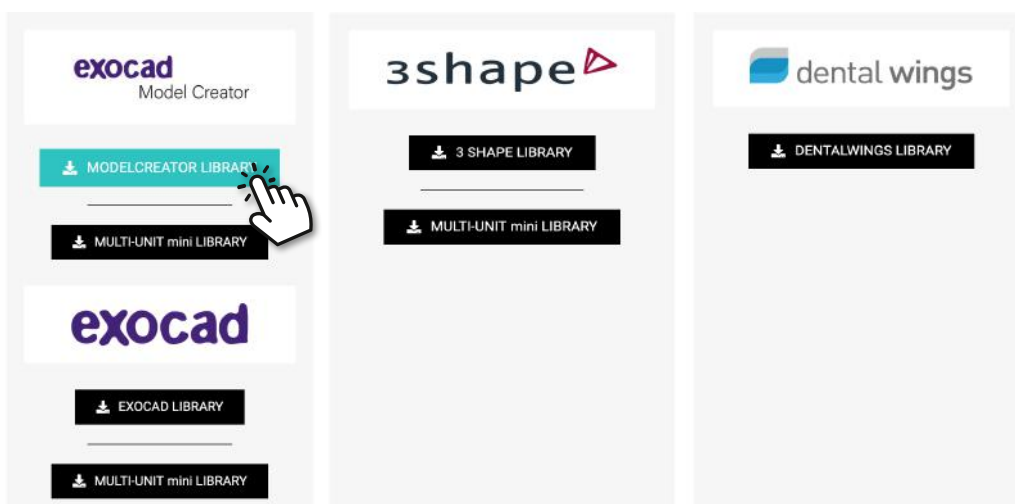 exocad
Model Creator
MODELCREATOR LIBRARY
MULTI-UNIT mini LIBRARY
exocad
EXOCAD LIBRARY
MULTI-UNIT mini LIBRARY
3shape
3 SHAPE LIBRARY
MULTI-UNIT mini LIBRARY
dental wings
DENTALWINGS LIBRARY